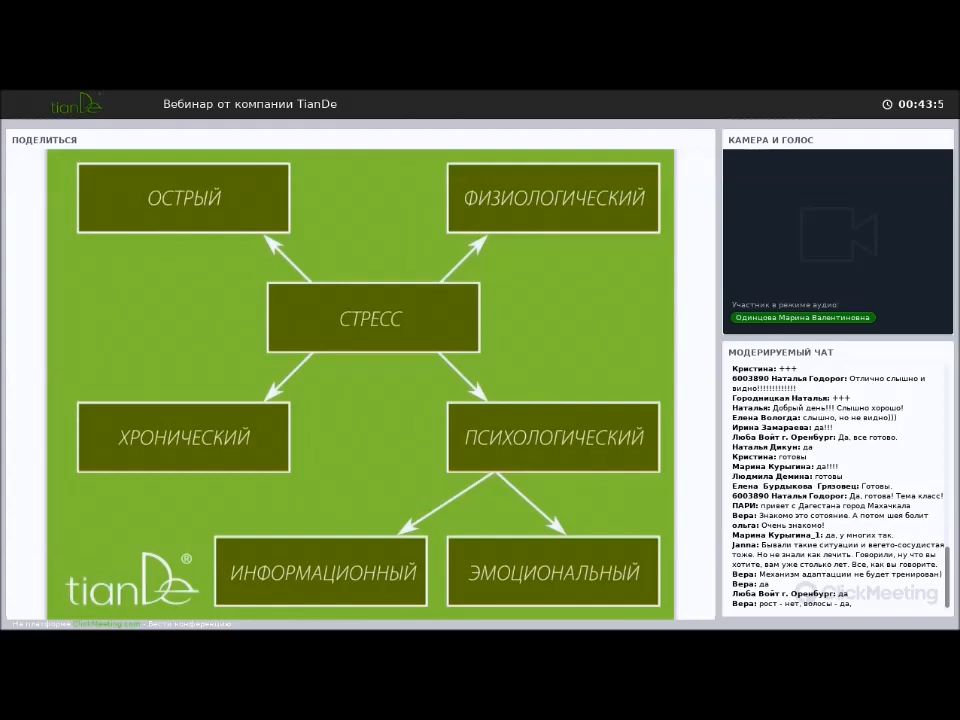 tianDe
Вебинар от компании TianDe
00:43:5
ПОДЕЛИТЬСЯ
ОСТРЫЙ
ФИЗИОЛОГИЧЕСКИЙ
СТРЕСС
ХРОНИЧЕСКИЙ
ПСИХОЛОГИЧЕСКИЙ
ИНФОРМАЦИОННЫЙ
ЭМОЦИОНАЛЬНЫЙ
tianDe®
КАМЕРА И ГОЛОС
Участник в режиме аудио:
Одинцова Марина Валентиновна
МОДЕРИРУЕМЫЙ ЧАТ
Кристина: +++
6003890 Наталья Годорог: Отлично слышно и
видно!!!!!!!!!!!!!
Городницкая Наталья: +++
Наталья: Добрый день!!! Слышно хорошо!
Елена Вологда: слышно, но не видно)))
Ирина Замараева: да!!!
Люба Войт г. Оренбург: Да, все готово.
Наталья Дикун: да
Кристина: готовы
Марина Курыгина: да!!!!
Людмила Демина: готовы
Елена Бурдыкова Грязовец: Готовы.
6003890 Наталья Годорог: Да, готова! Тема класс!
ПАРИ: привет с Дагестана город Махачкала
Вера: Знакомо это сотояние. А потом шея болит
ольга: Очень знакомо!
Марина Курыгина_1: да, у многих так.
Janna: Бывали такие ситуации и вегето-сосудистая
тоже. Но не знали как лечить. Говорили, ну что вы
хотите, вам уже столько лет. Все, как вы говорите.
Вера: Механизм адаптации не будет тренирован)
Вера: да
Люба Войт г. Оренбург: да
Вера: рост - нет, волосы - да,
ClickMeeting
На платформе ClickMeeting.com - Вести конференцию